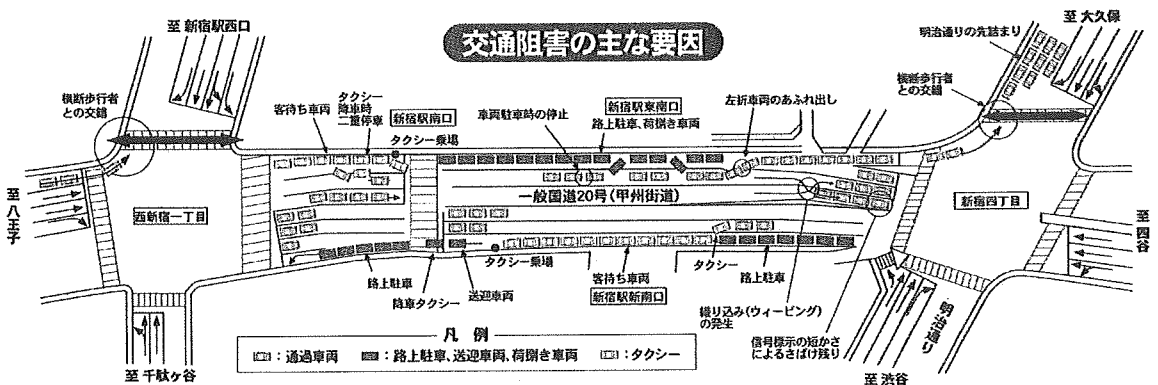 交通阻害の主な要因
至 新宿駅西口
至 大久保
明治通りの先詰まり
横断歩行者
との交錯
客待ち車両
タクシー
降車時
二重停車
新宿駅南口
タクシー乗場
車両駐車時の停止
新宿駅東南口
路上駐車、荷捌き車両
左折車両のあふれ出し
横断歩行者
との交錯
至 八王子
西新宿一丁目
一般国道20号(甲州街道)
新宿四丁目
至 四谷
路上駐車
降車タクシー
送迎車両
タクシー乗場
客待ち車両
新宿駅新南口
タクシー
路上駐車
織り込み(ウィービング)
の発生
信号標示の短かさ
によるさばけ残り
明治通り
至 千駄ヶ谷
至 渋谷
凡例
:通過車両
:路上駐車、送迎車両、荷捌き車両
:タクシー